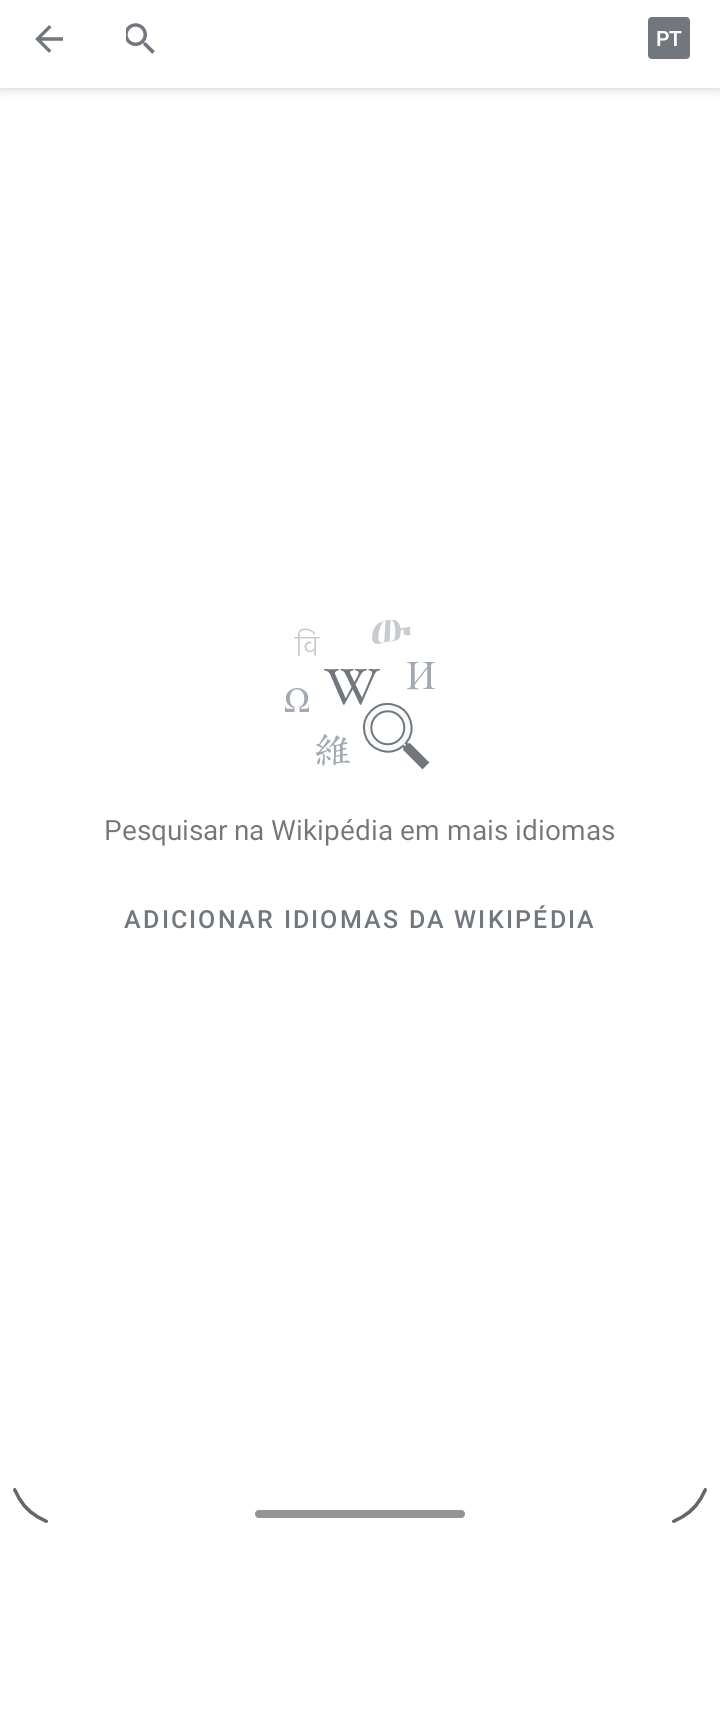 PT
वि ው
Ω W И
維
Pesquisar na Wikipédia em mais idiomas
ADICIONAR IDIOMAS DA WIKIPÉDIA